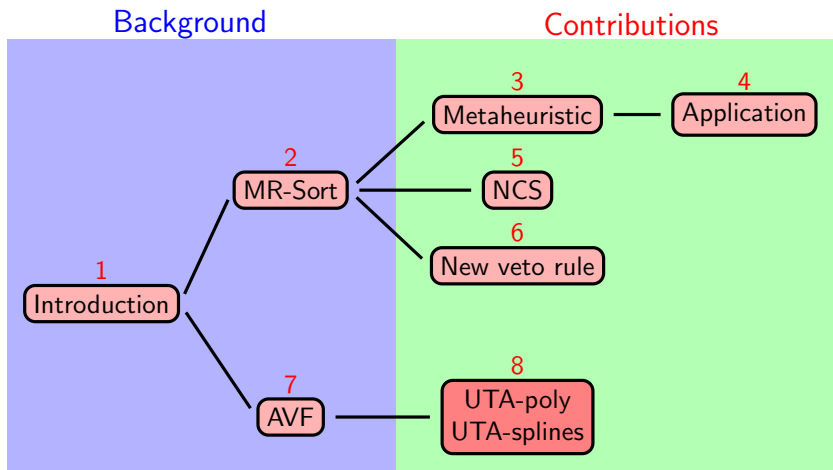 Background
Contributions
1
Introduction
2
MR-Sort
3
Metaheuristic
4
Application
5
NCS
6
New veto rule
7
AVF
8
UTA-poly
UTA-splines